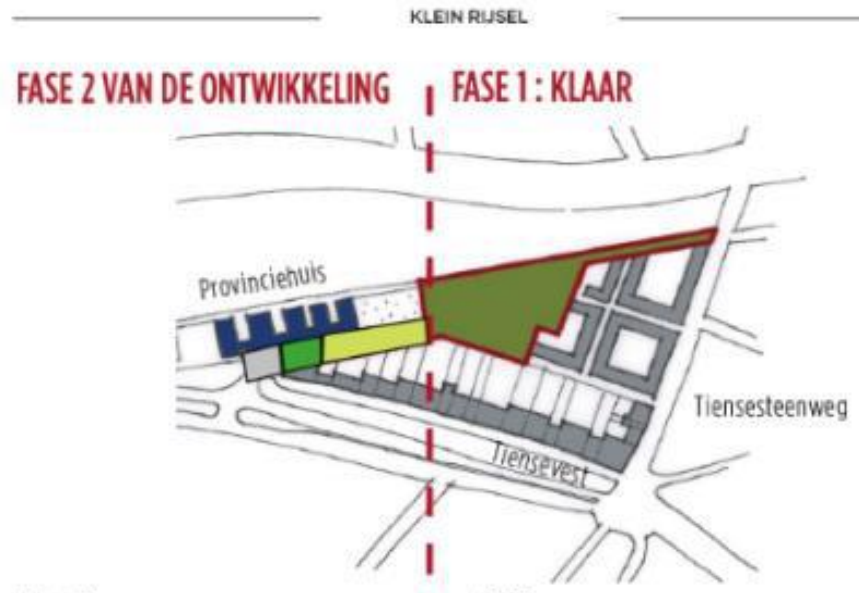 KLEIN RIJSEL
FASE 2 VAN DE ONTWIKKELING
FASE 1 : KLAAR
Provinciehuis
Tiensesteenweg
Tiensevest